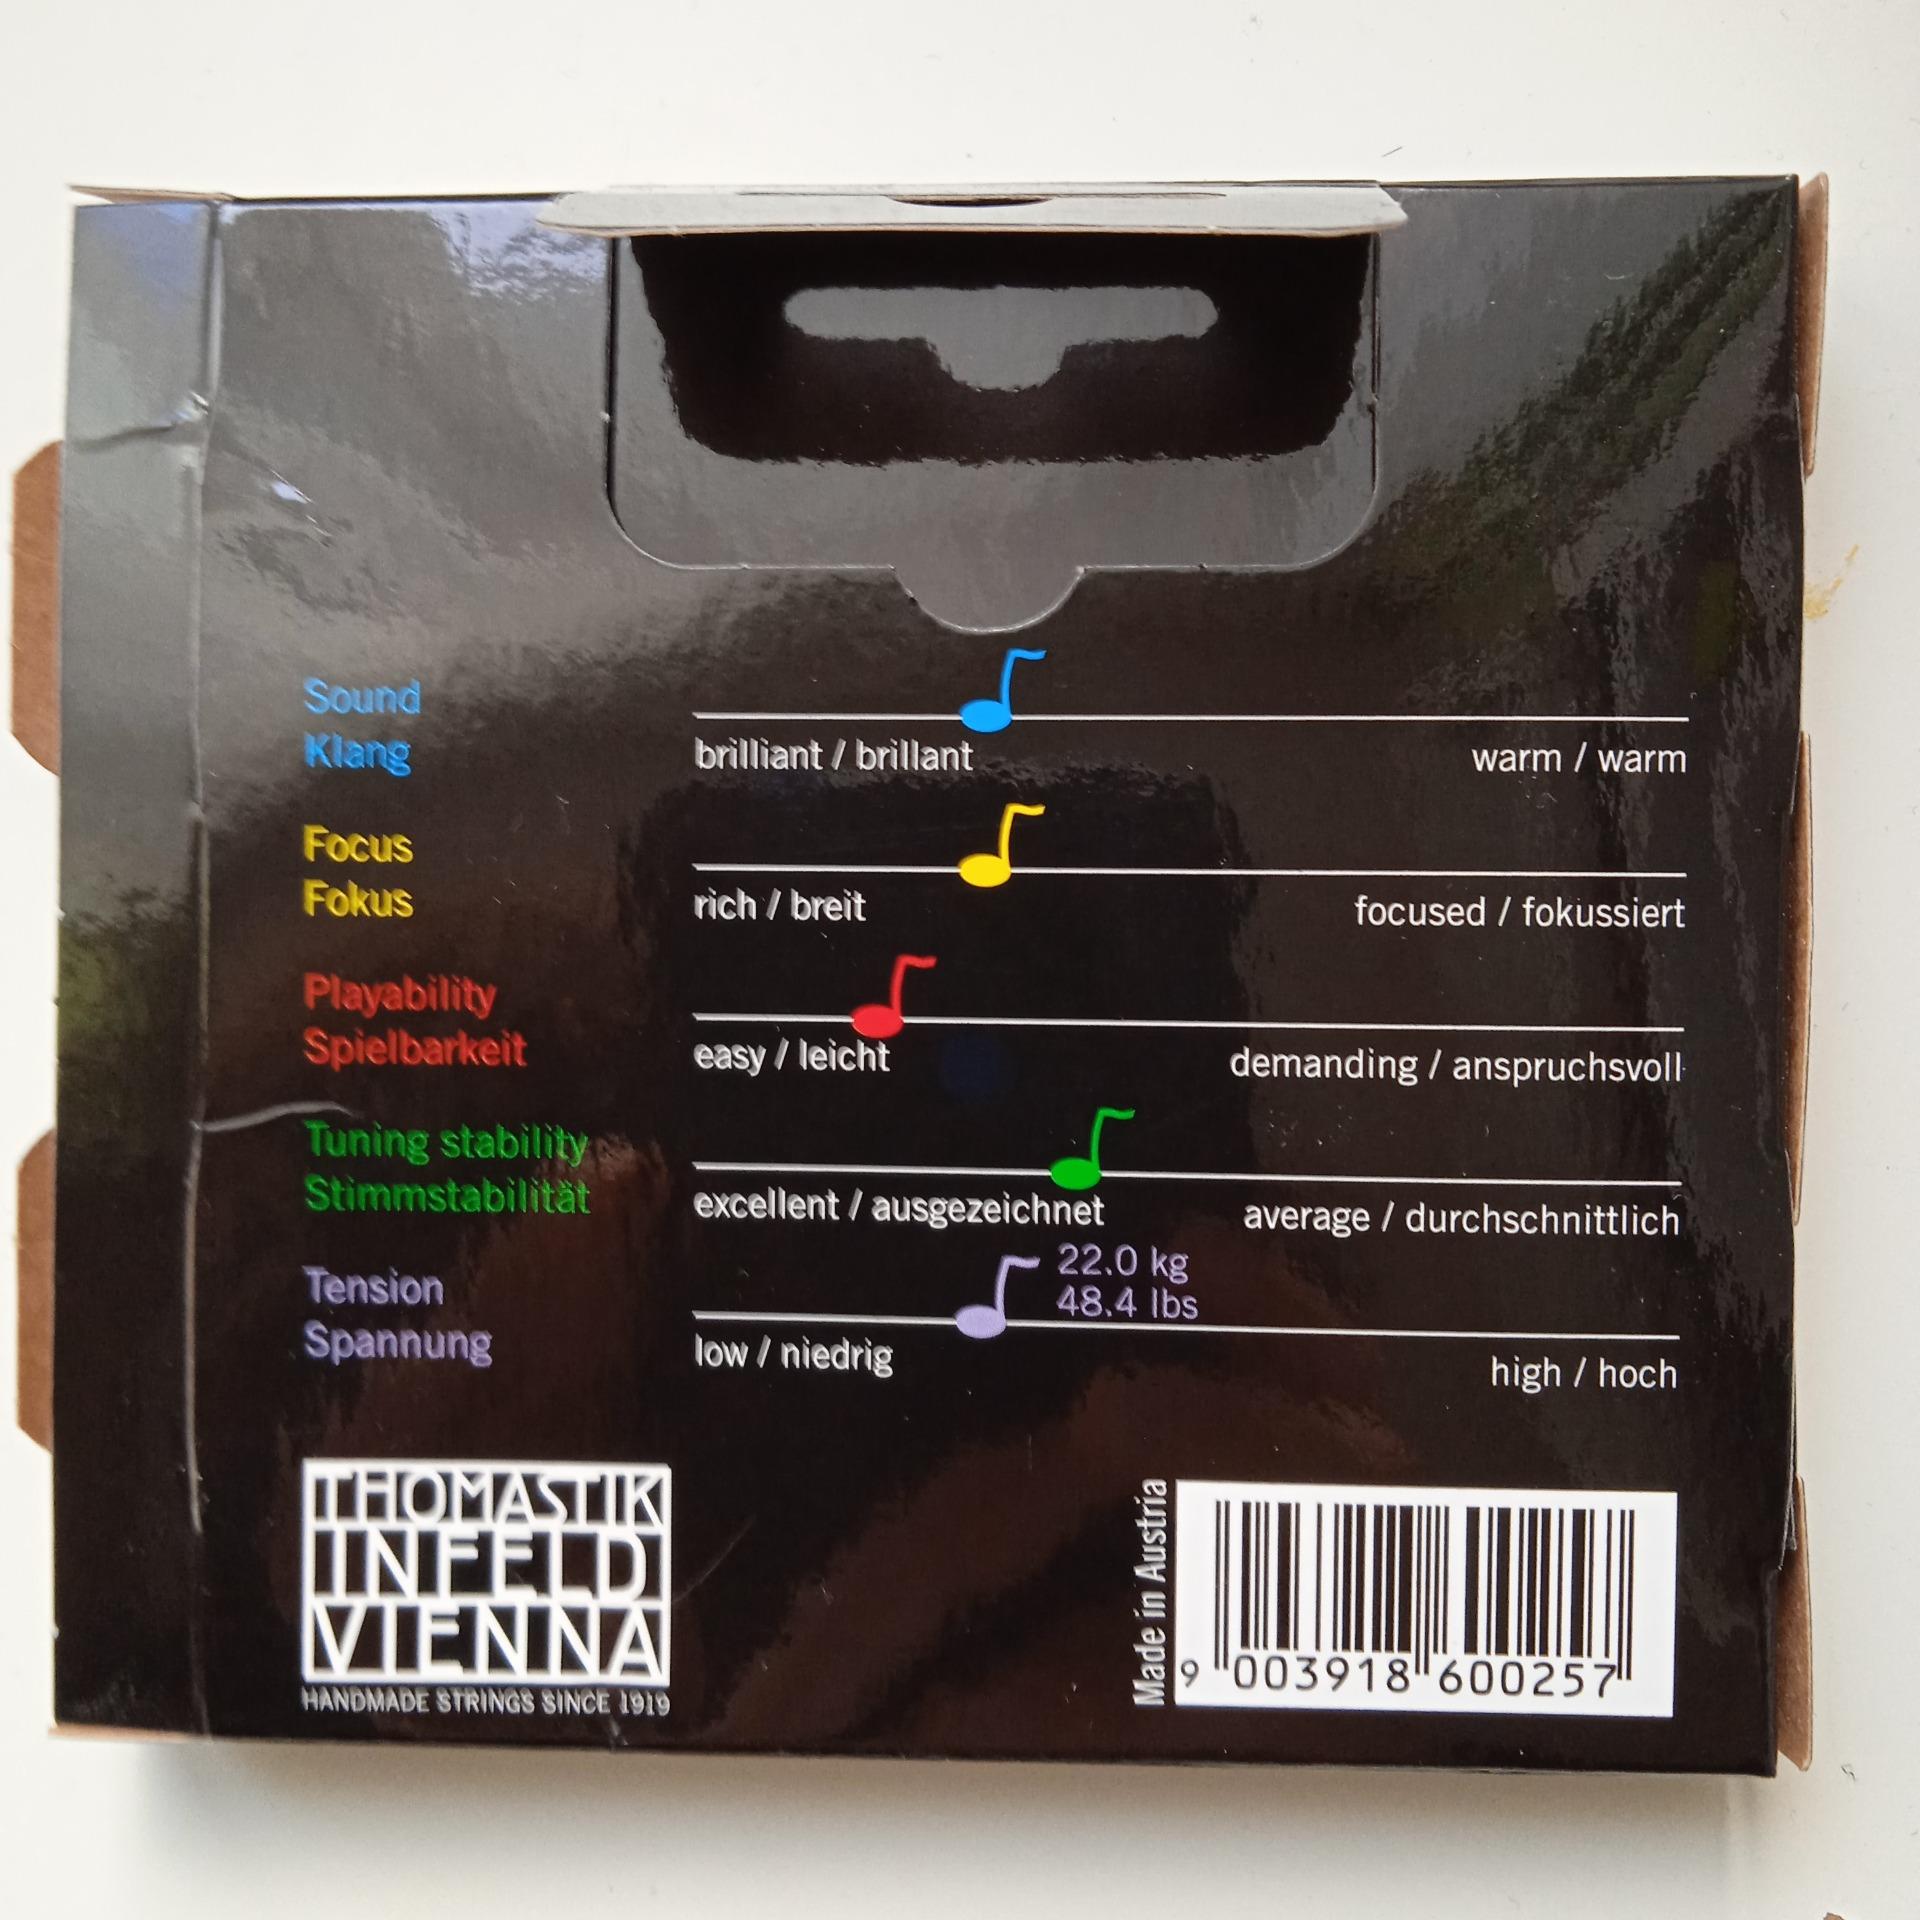 Sound
Klang
brilliant / brillant
warm / warm
Focus
Fokus
rich / breit
focused / fokussiert
Playability
Spielbarkeit
easy / leicht
demanding / anspruchsvoll
Tuning stability
Stimmstabilität
excellent / ausgezeichnet
average / durchschnittlich
Tension
Spannung
22.0 kg
48.4 lbs
low / niedrig
high / hoch
THOMASTIK
INFELD
VIENNA
HANDMADE STRINGS SINCE 1919
Made in Austria
9 003918 600257